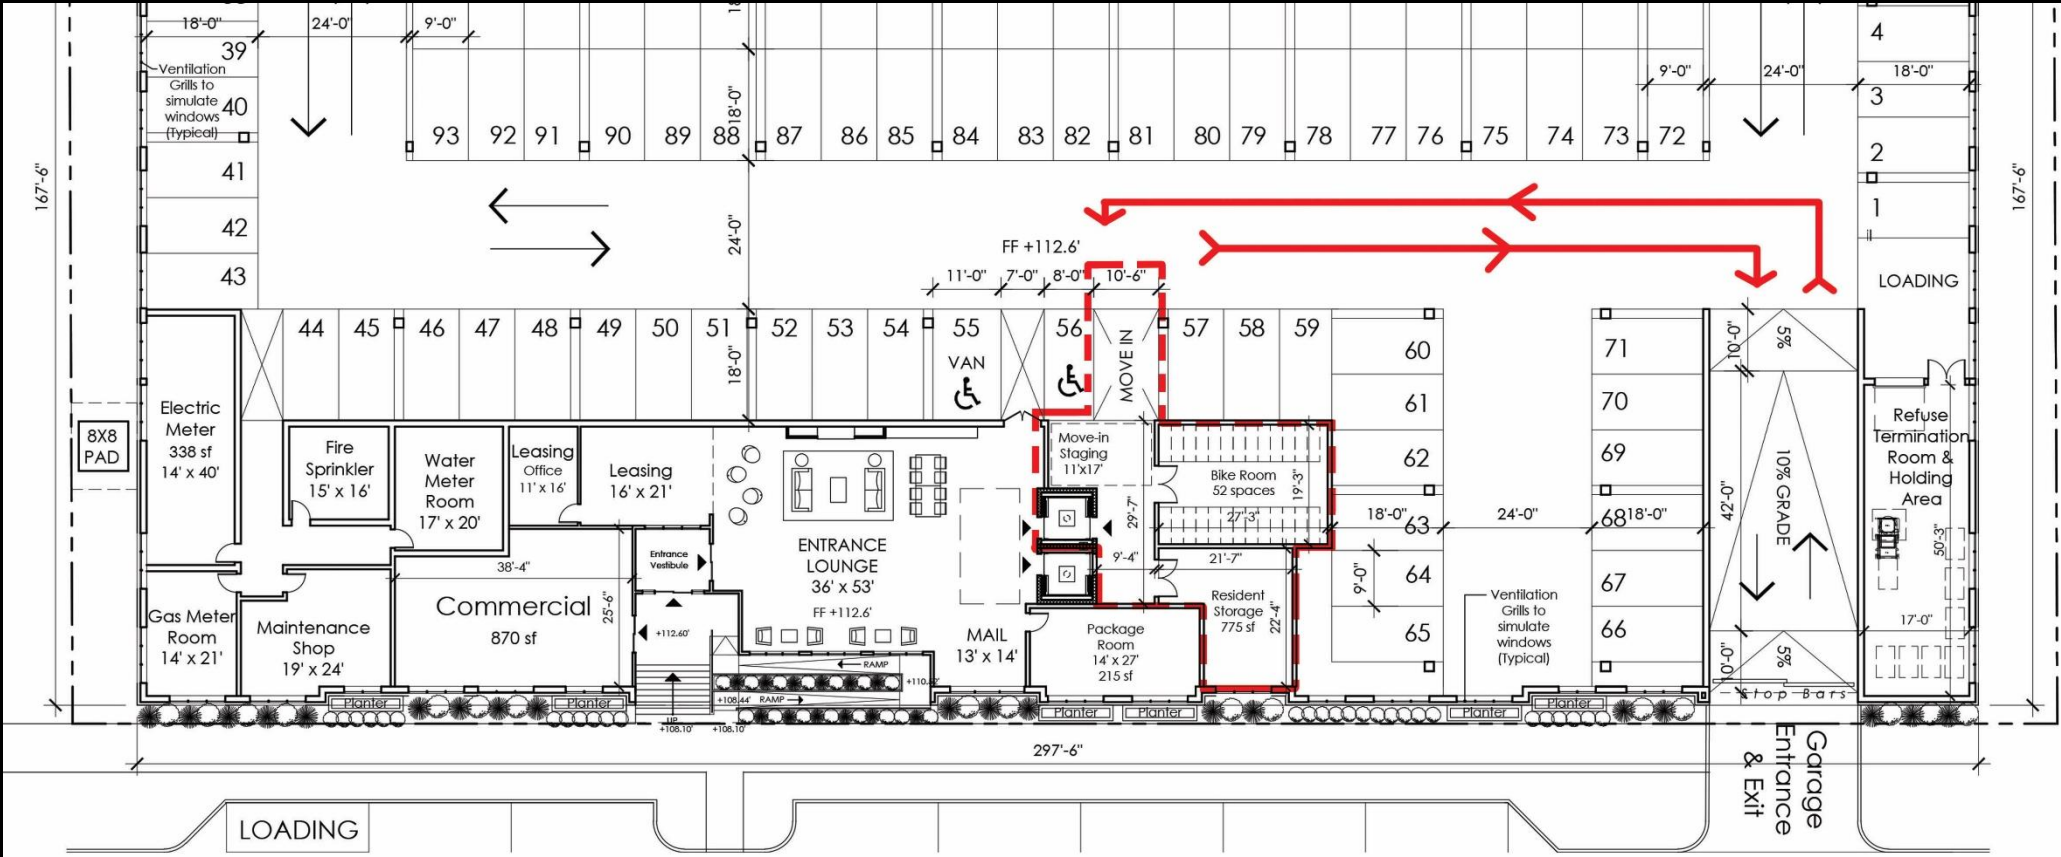 18'-0"
24'-0"
9'-0"
39
Ventilation
Grills to
simulate
windows
(Typical)
40
41
42
43
167'-6"
93
92
91
90
89
88
87
86
85
84
83
82
81
80
79
78
77
76
75
74
73
72
18'-0"
24'-0"
9'-0"
24'-0"
18'-0"
4
3
2
1
LOADING
167'-6"
FF +112.6'
11'-0"
7'-0"
8'-0"
10'-6"
44
45
46
47
48
49
50
51
52
53
54
55
VAN
56
MOVE IN
57
58
59
60
61
62
63
64
65
71
70
69
68
67
66
18'-0"
10'-0"
5%
10% GRADE
42'-0"
10'-0"
5%
Stop Bars
8X8
PAD
Electric
Meter
338 sf
14' x 40'
Fire
Sprinkler
15' x 16'
Water
Meter
Room
17' x 20'
Leasing
Office
11' x 16'
Leasing
16' x 21'
Move-in
Staging
11'x17'
Bike Room
52 spaces
19'-3"
27'-3"
29'-7"
9'-4"
21'-7"
18'-0"
24'-0"
18'-0"
9'-0"
Refuse
Termination
Room &
Holding
Area
50'-3"
17'-0"
Entrance
Vestibule
ENTRANCE
LOUNGE
36' x 53'
FF +112.6'
38'-4"
25'-6"
Commercial
870 sf
Gas Meter
Room
14' x 21'
Maintenance
Shop
19' x 24'
+112.60'
MAIL
13' x 14'
Package
Room
14' x 27'
215 sf
Resident
Storage
775 sf
22'-4"
Ventilation
Grills to
simulate
windows
(Typical)
RAMP
RAMP
+108.44'
UP
+108.10'
+108.10'
Planter
Planter
Planter
Planter
Planter
Planter
297'-6"
Garage
Entrance
& Exit
LOADING